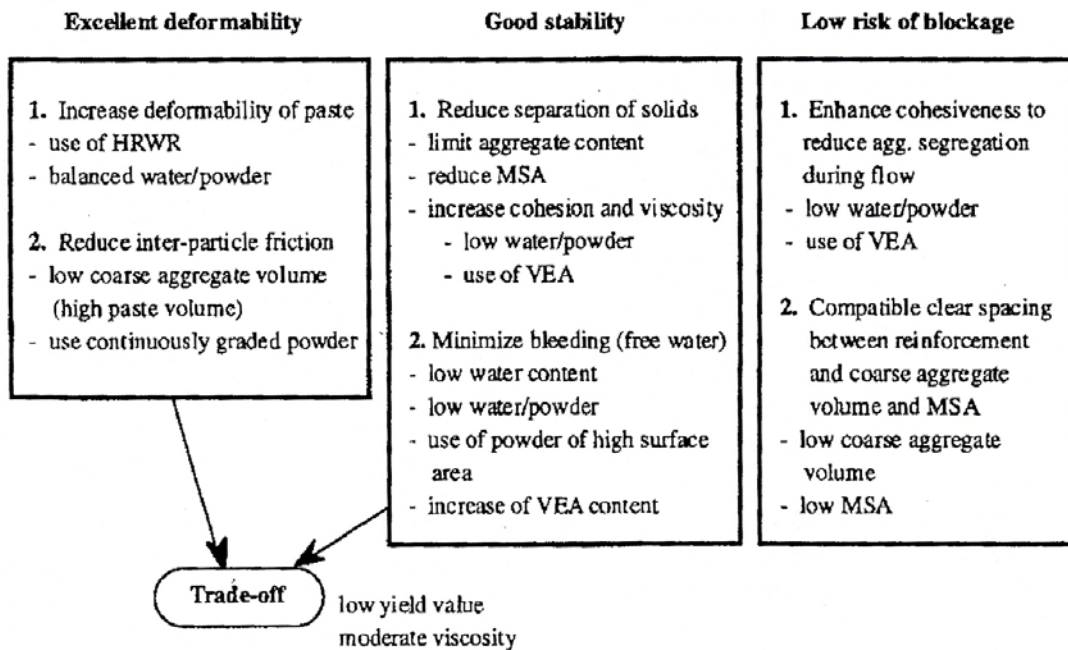 Excellent deformability
1. Increase deformability of paste
- use of HRWR
- balanced water/powder
2. Reduce inter-particle friction
- low coarse aggregate volume
(high paste volume)
- use continuously graded powder
Good stability
1. Reduce separation of solids
- limit aggregate content
- reduce MSA
- increase cohesion and viscosity
- low water/powder
- use of VEA
2. Minimize bleeding (free water)
- low water content
- low water/powder
- use of powder of high surface
area
- increase of VEA content
Low risk of blockage
1. Enhance cohesiveness to
reduce agg. segregation
during flow
- low water/powder
- use of VEA
2. Compatible clear spacing
between reinforcement
and coarse aggregate
volume and MSA
- low coarse aggregate
volume
- low MSA
Trade-off
low yield value
moderate viscosity